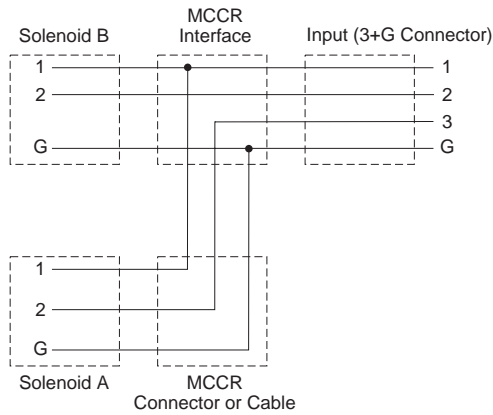 Solenoid B
MCCR
Interface
Input (3+G Connector)
1
2
G
1
2
3
G
1
2
G
Solenoid A
MCCR
Connector or Cable